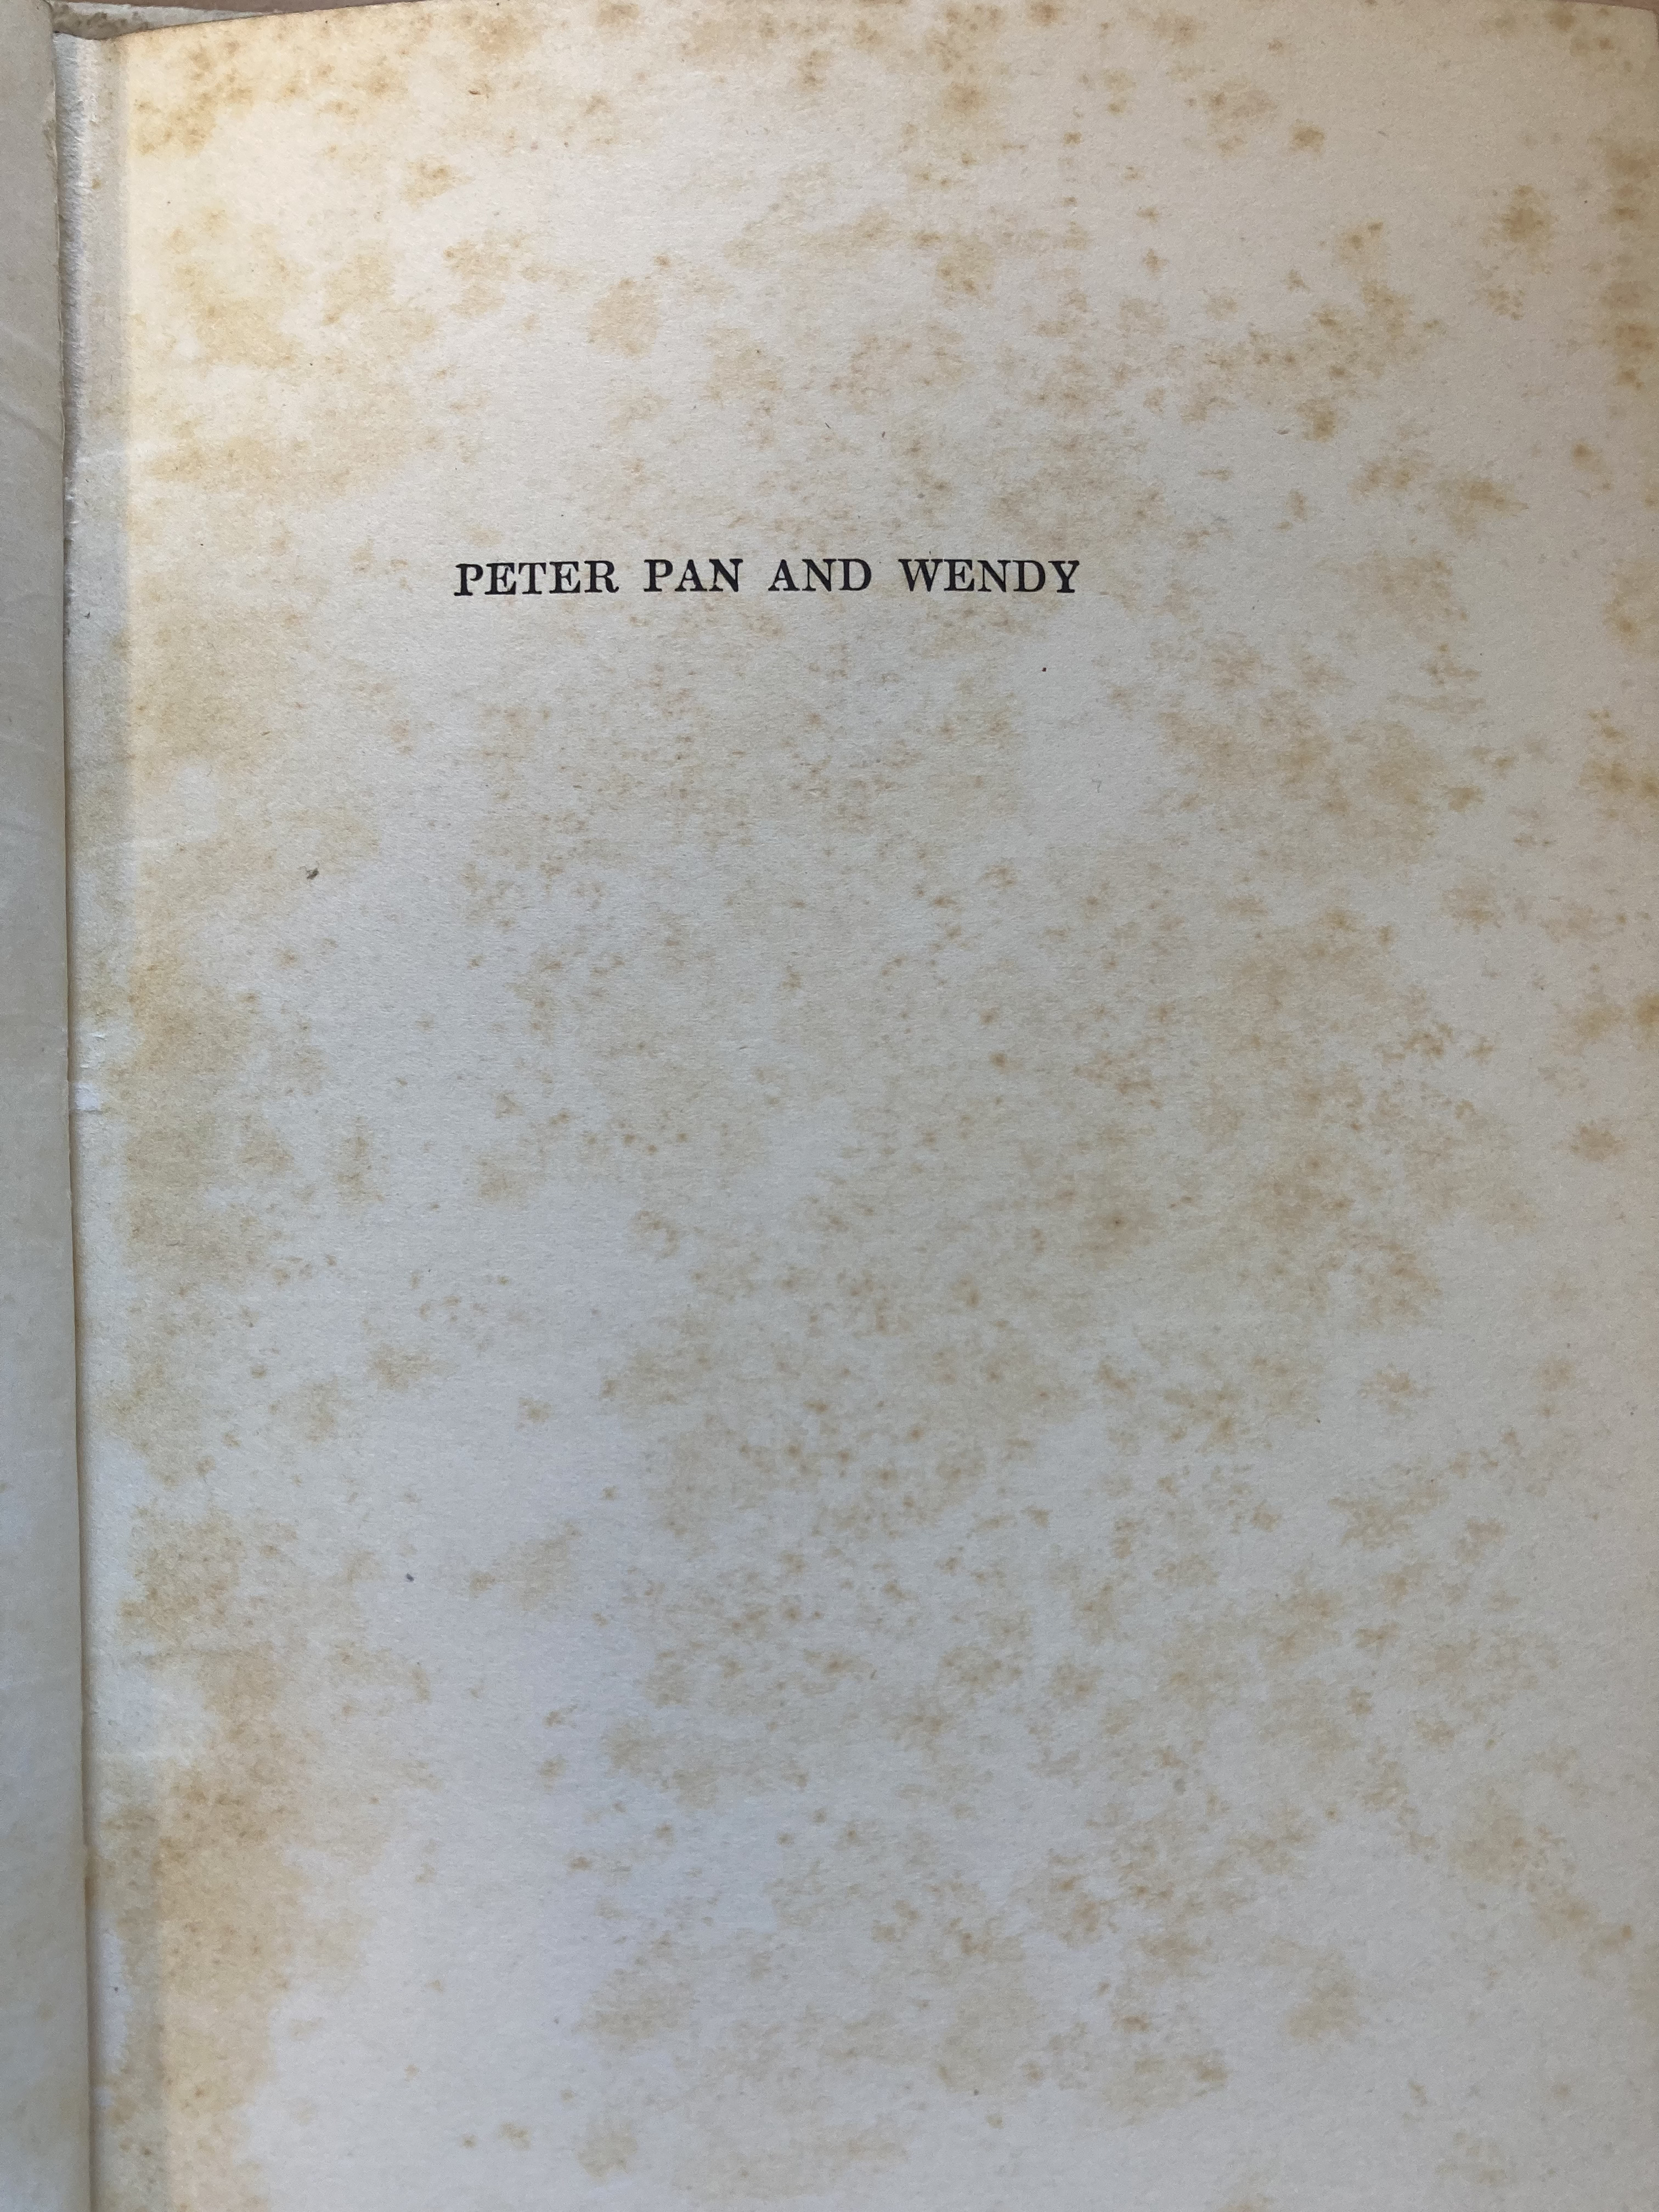 PETER PAN AND WENDY